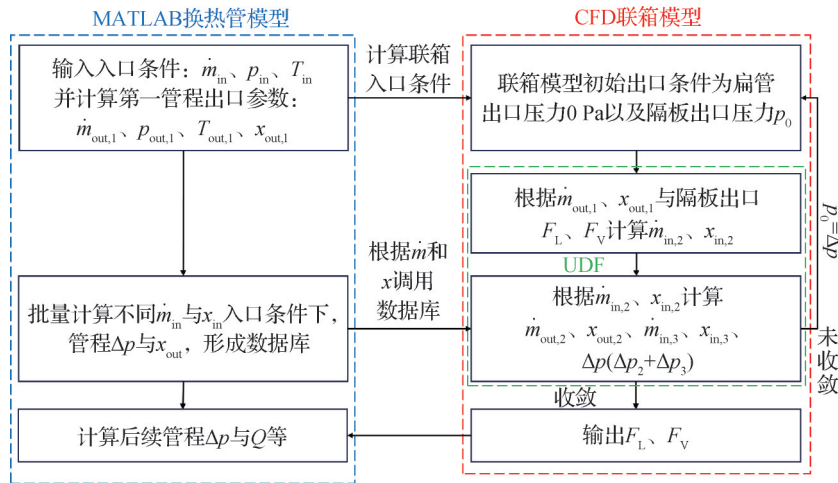 MATLAB换热管模型
CFD联箱模型
输入入口条件：ṁin、pin、Tin
并计算第一管程出口参数：
ṁout,1、pout,1、Tout,1、xout,1
计算联箱
入口条件
联箱模型初始出口条件为扁管
出口压力0 Pa以及隔板出口压力p0
根据ṁout,1、xout,1与隔板出口
FL、FV计算ṁin,2、xin,2
UDF
p0=Δp
批量计算不同ṁin与xin入口条件下，
管程Δp与xout，形成数据库
根据ṁ和
x调用
数据库
根据ṁin,2、xin,2计算
ṁout,2、xout,2、ṁin,3、xin,3、
Δp(Δp2+Δp3)
未收敛
收敛
计算后续管程Δp与Q等
输出FL、FV